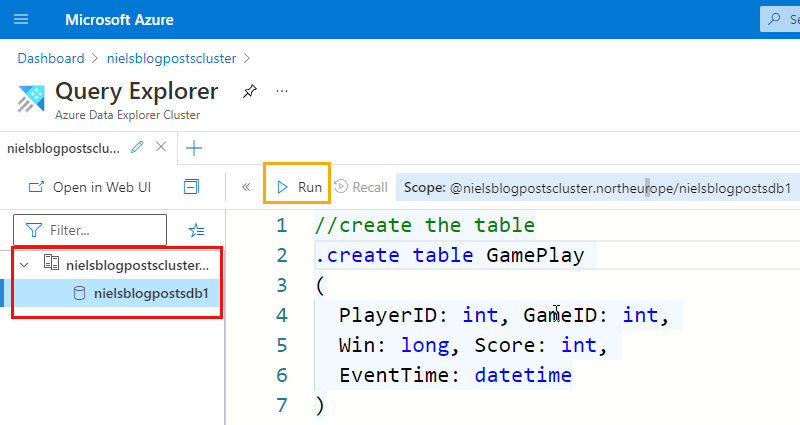 Microsoft Azure
Se
Dashboard > nielsblogpostscluster >
Query Explorer
...
Azure Data Explorer Cluster
nielsblogpostsclu...
Open in Web UI
« Run Recall Scope: @nielsblogpostscluster.northeurope/nielsblogpostsdb1
Filter...
nielsblogpostscluster...
nielsblogpostsdb1
1 //create the table
2 .create table GamePlay
3 (
4 PlayerID: int, GameID: int,
5 Win: long, Score: int,
6 EventTime: datetime
7 )